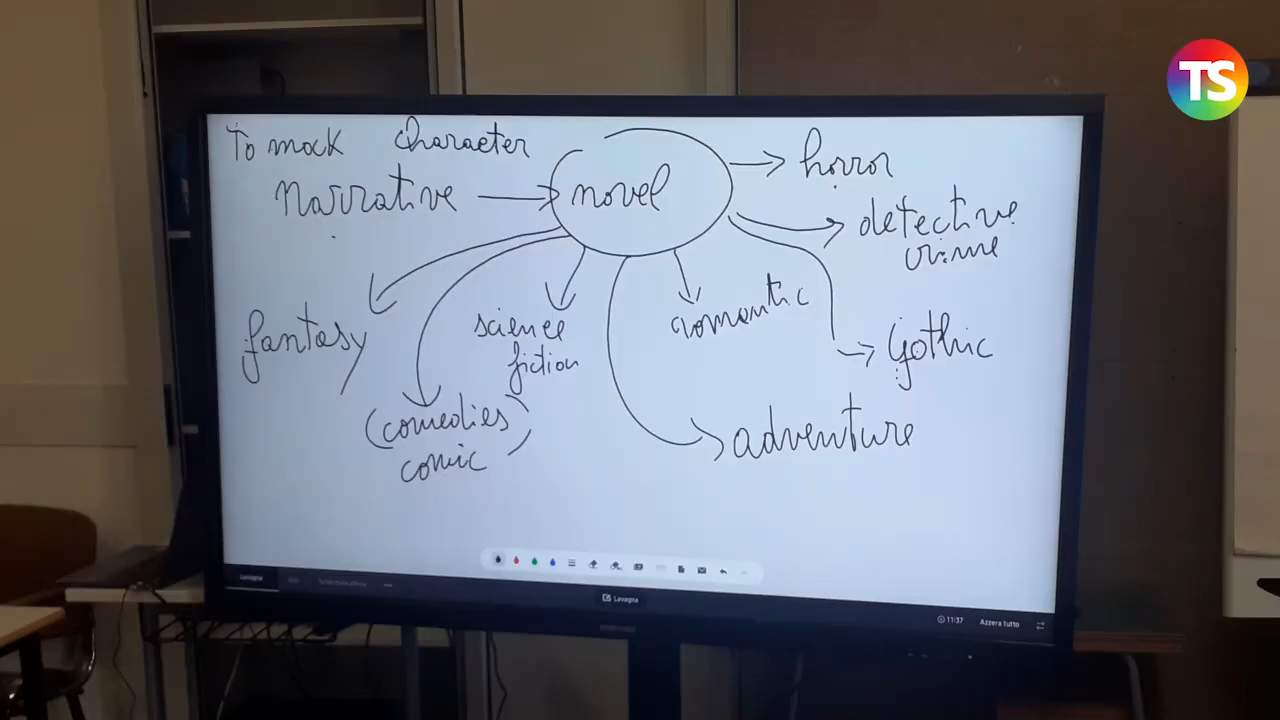 TS
To mock character
narrative → novel
→ horror
→ detective
crime
fantasy
science
fiction
romantic
→ Gothic
(comedies)
comic
adventure
Lavagna
Lavagna
11:37
Azzera tutto